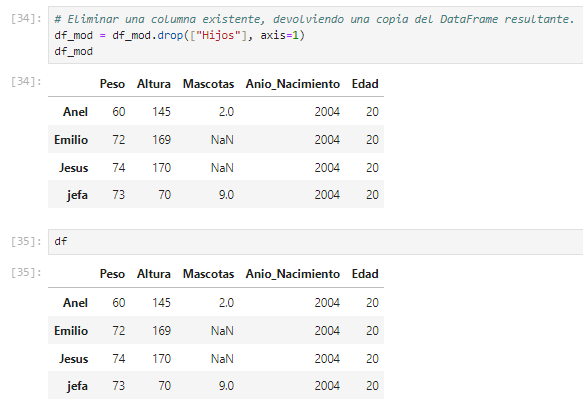 [34]: # Eliminar una columna existente, devolviendo una copia del DataFrame resultante.
df_mod = df_mod.drop(["Hijos"], axis=1)
df_mod
[34]: Peso Altura Mascotas Anio_Nacimiento Edad
Anel 60 145 2.0 2004 20
Emilio 72 169 NaN 2004 20
Jesus 74 170 NaN 2004 20
jefa 73 70 9.0 2004 20
[35]: df
[35]: Peso Altura Mascotas Anio_Nacimiento Edad
Anel 60 145 2.0 2004 20
Emilio 72 169 NaN 2004 20
Jesus 74 170 NaN 2004 20
jefa 73 70 9.0 2004 20